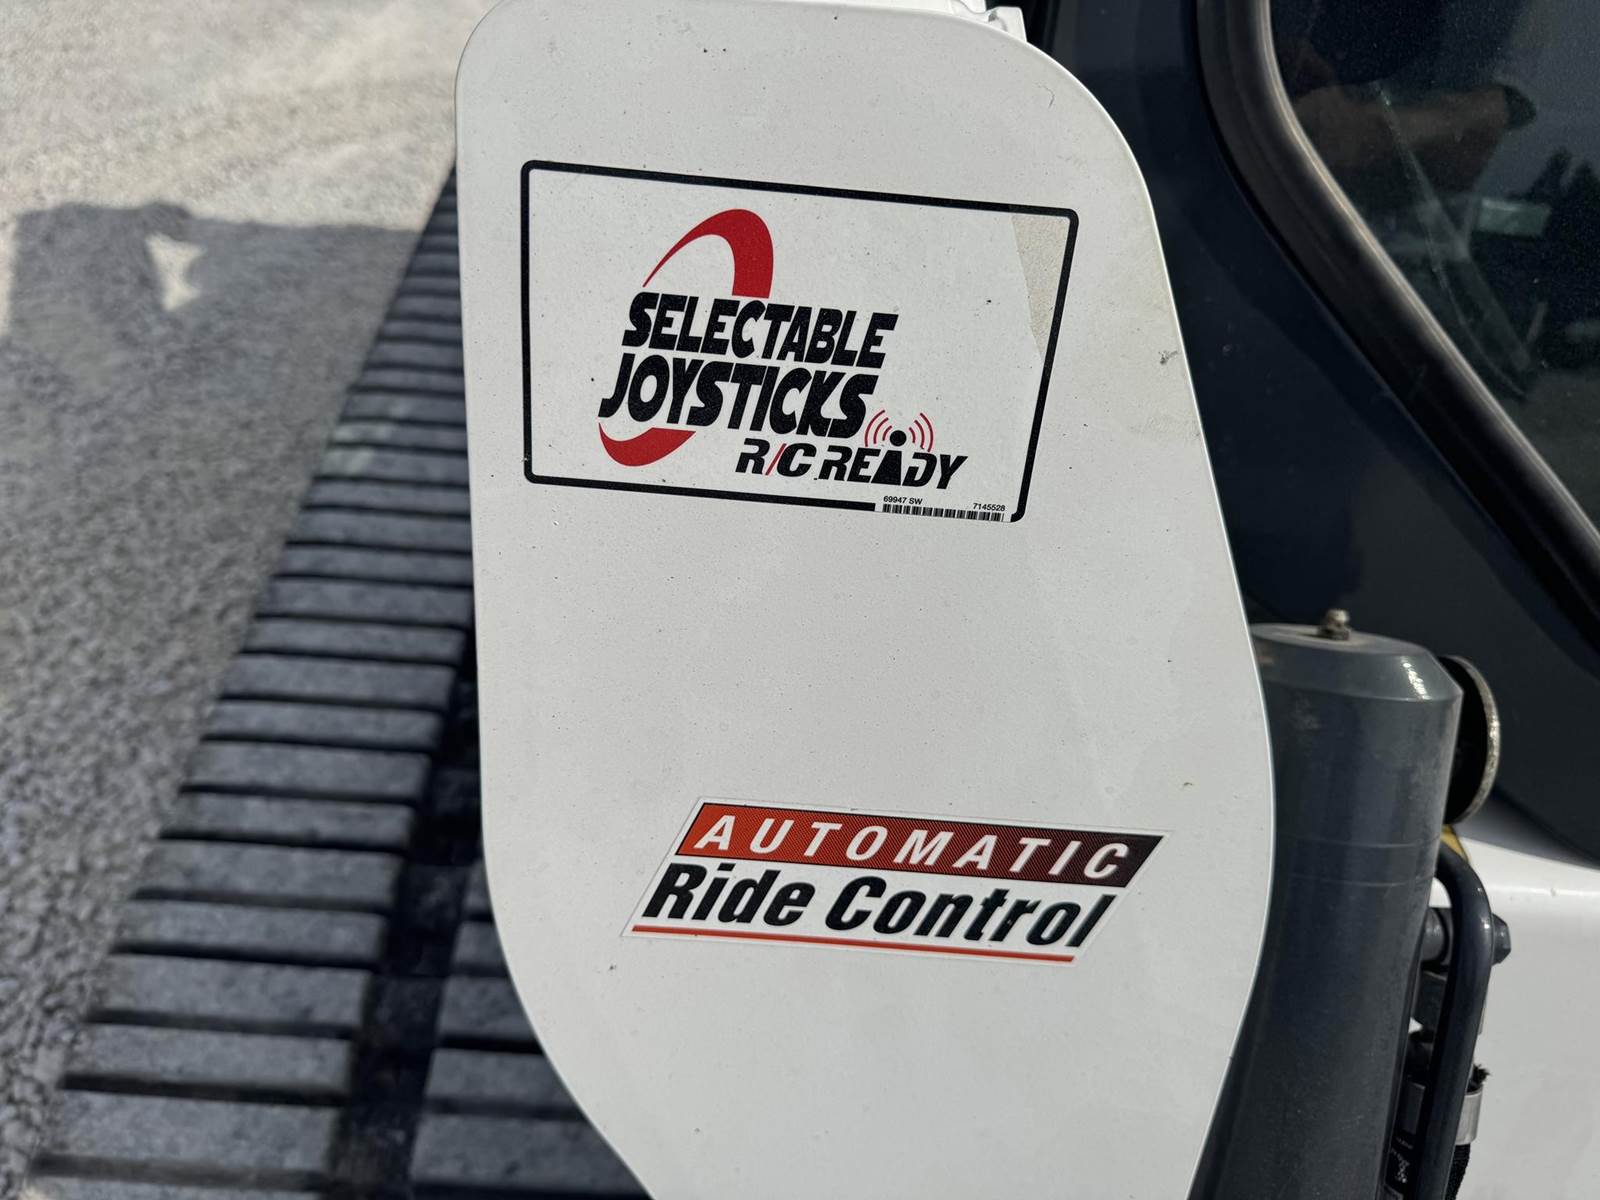 SELECTABLE
JOYSTICKS
R/C READY
69947 SW 7145528
AUTOMATIC
Ride Control